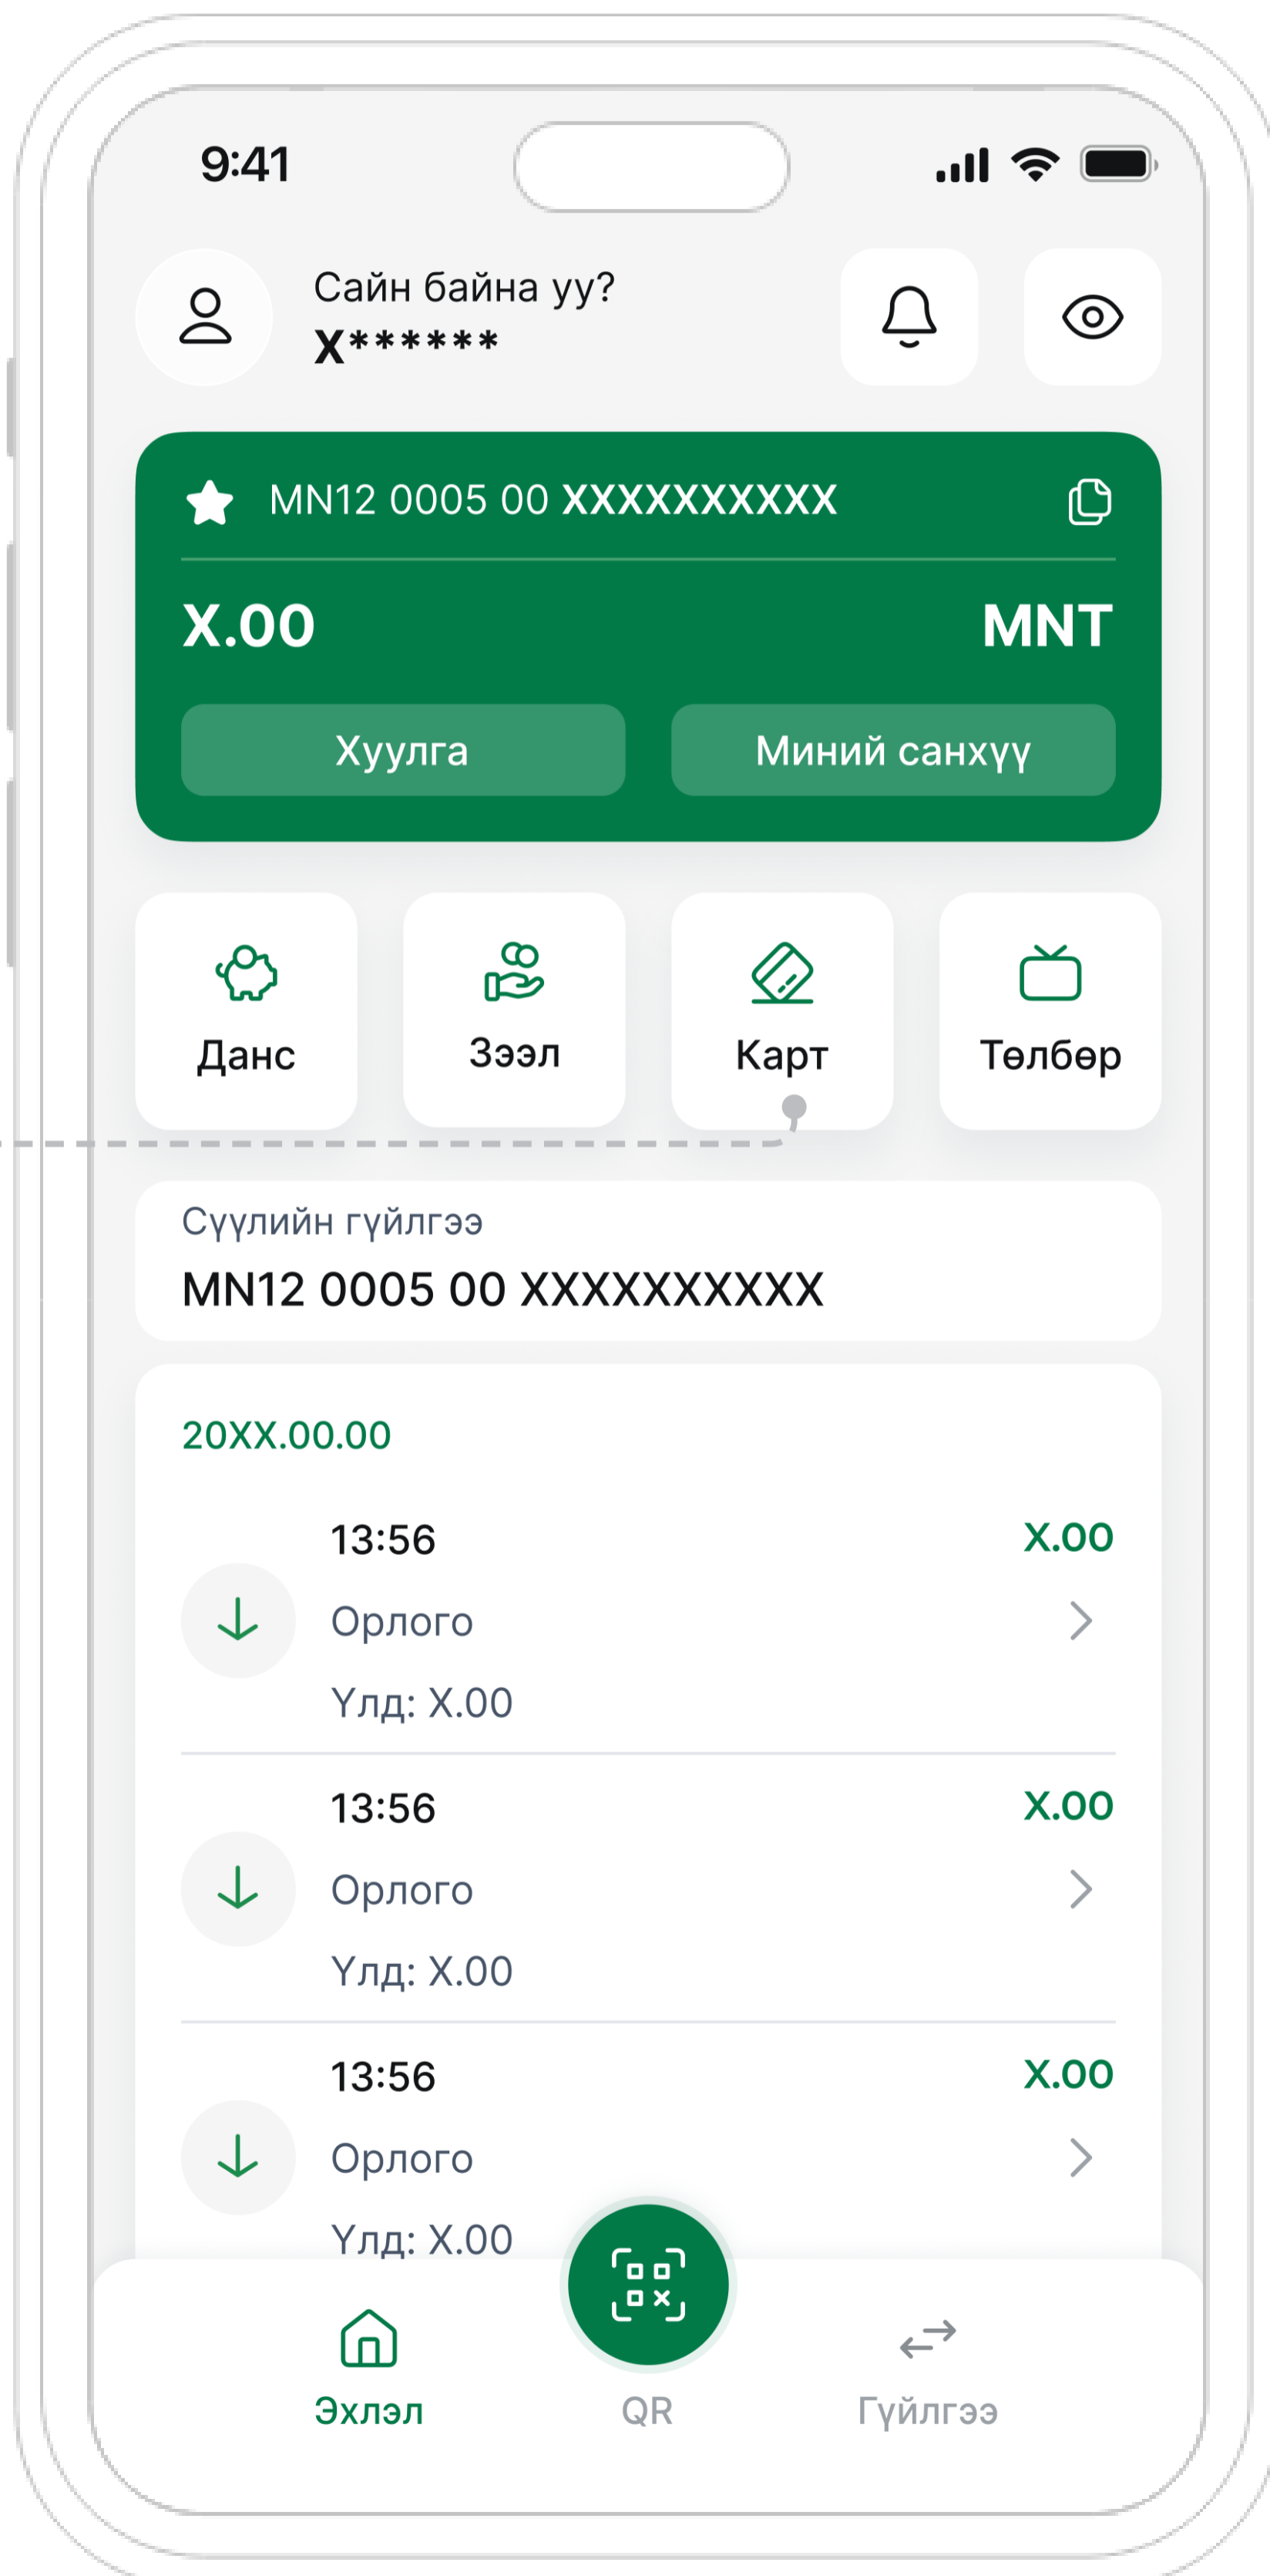 9:41
Сайн байна уу?
X******
MN12 0005 00 XXXXXXXXXX
X.00 MNT
Хуулга Миний санхүү
Данс Зээл Карт Төлбөр
Сүүлийн гүйлгээ
MN12 0005 00 XXXXXXXXXX
20XX.00.00
13:56 X.00
Орлого
Үлд: X.00
13:56 X.00
Орлого
Үлд: X.00
13:56 X.00
Орлого
Үлд: X.00
Эхлэл QR Гүйлгээ